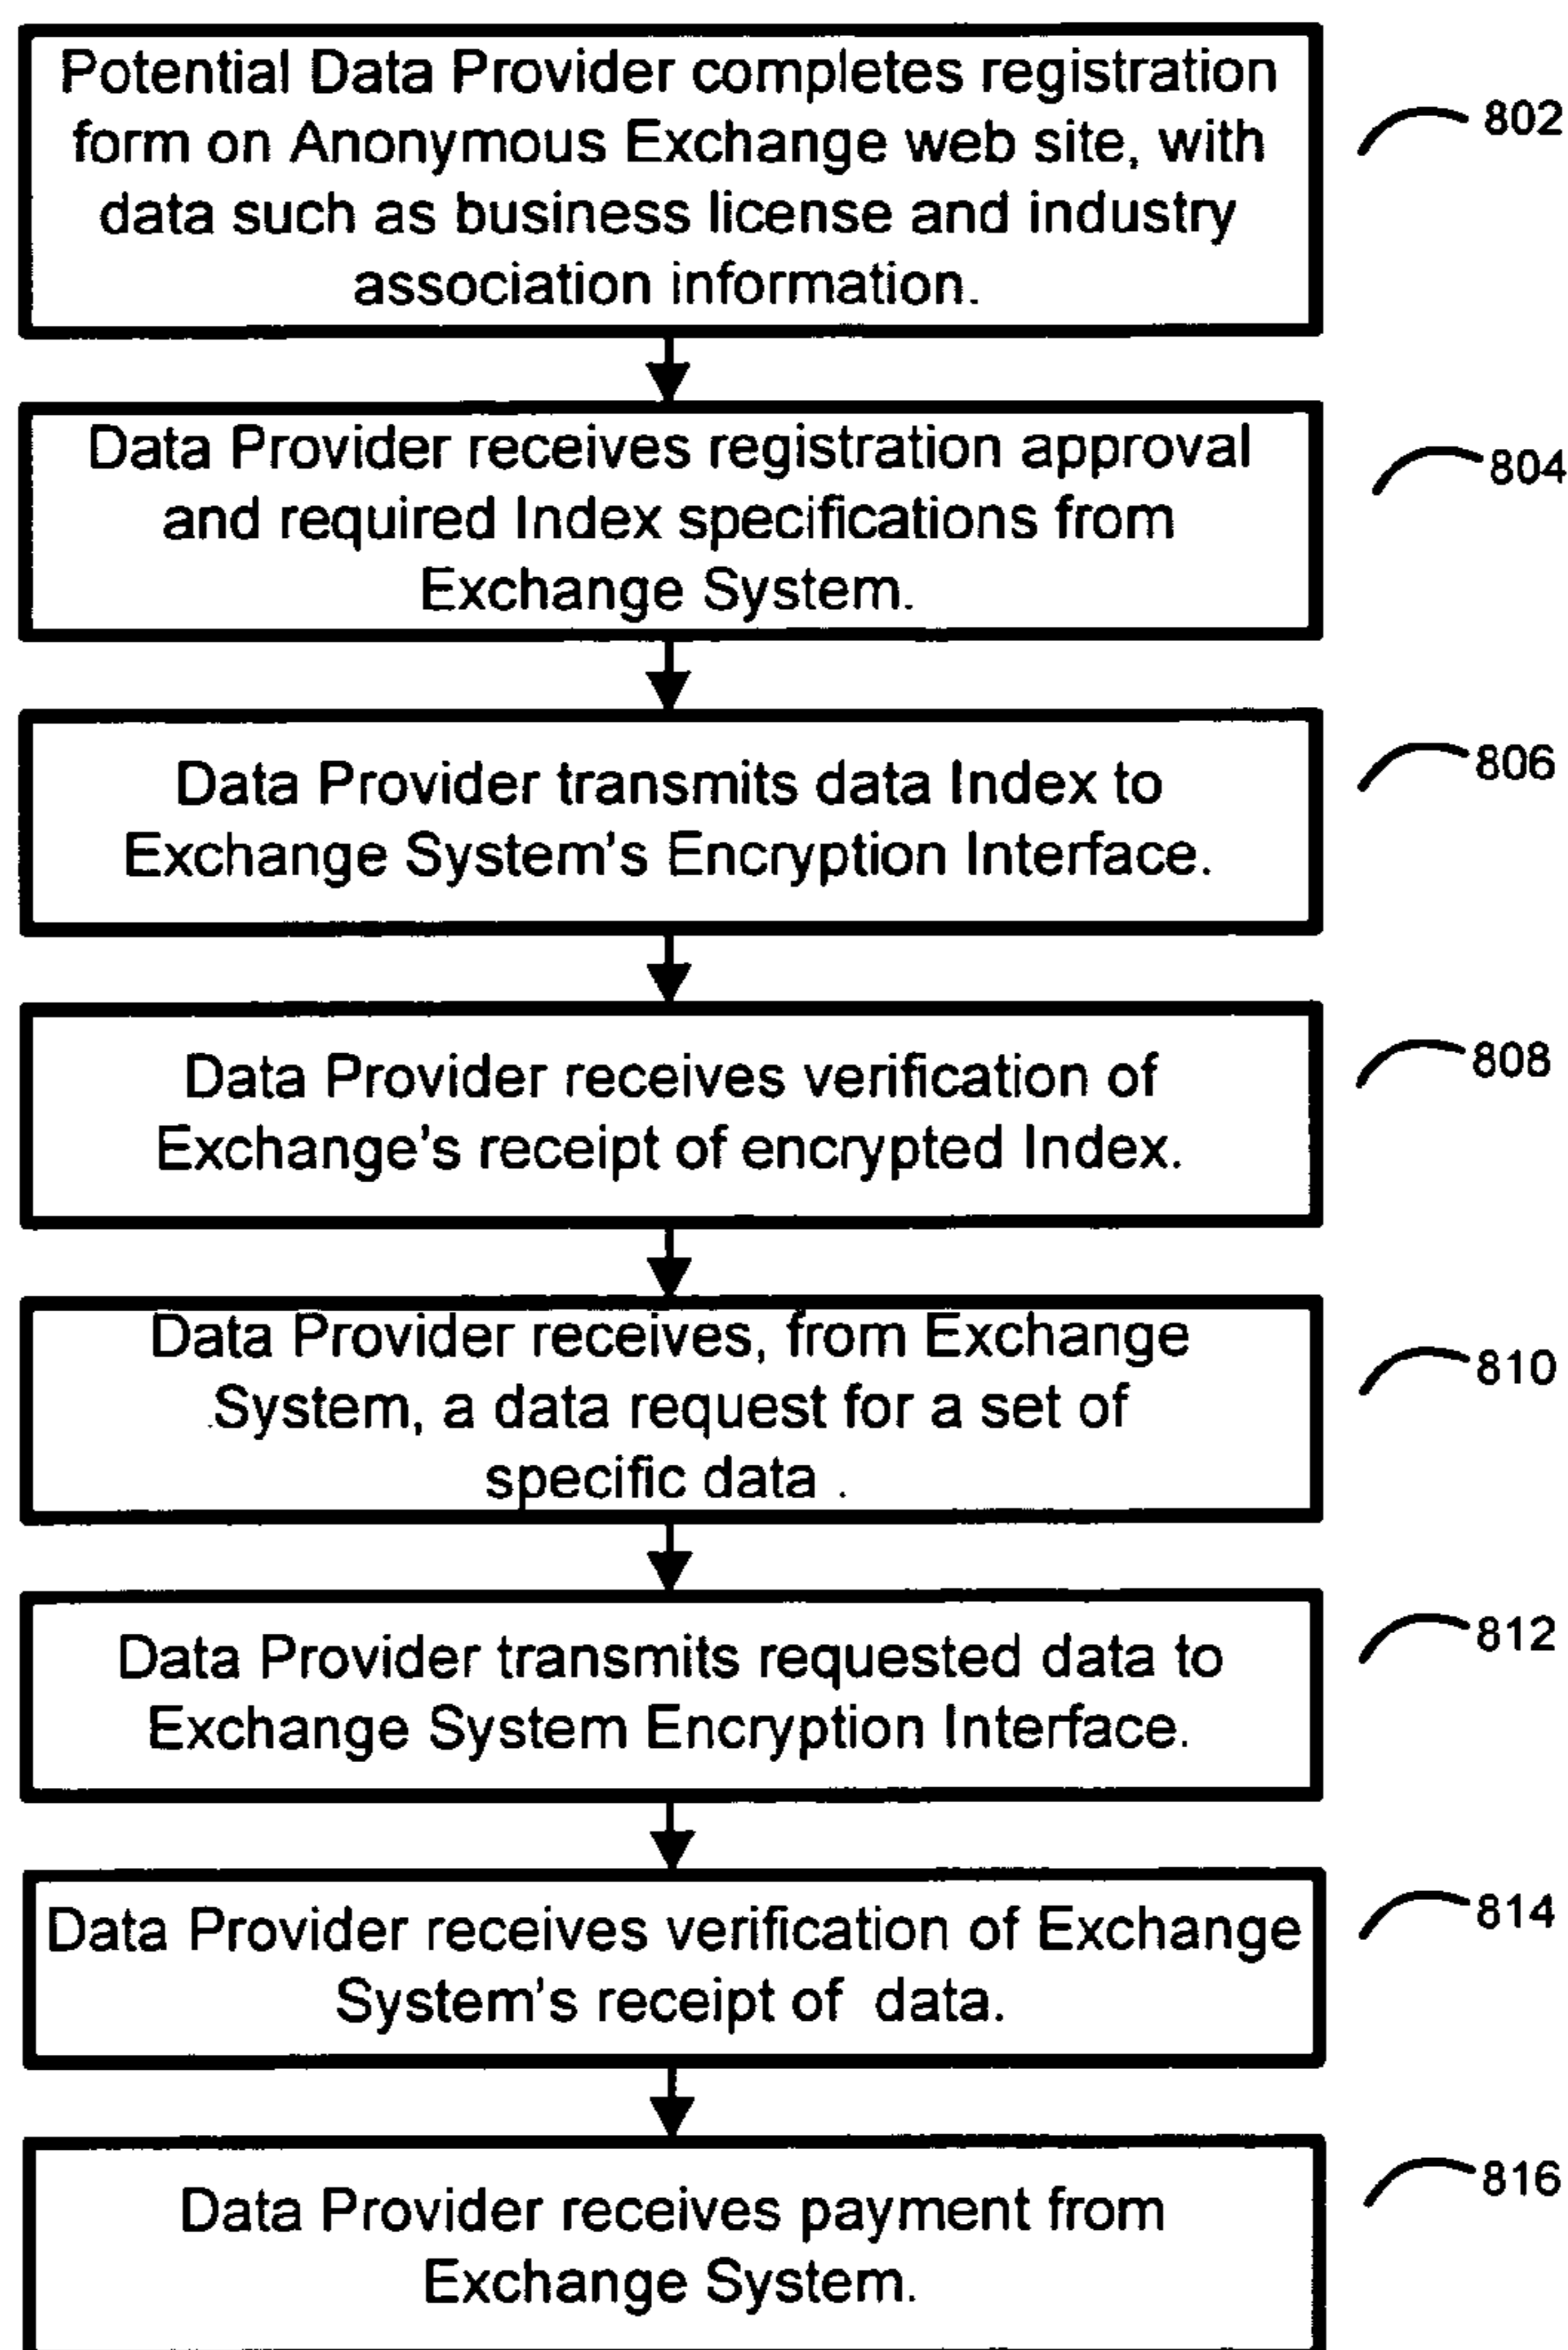 Potential Data Provider completes registration
form on Anonymous Exchange web site, with
data such as business license and industry
association information.
802
Data Provider receives registration approval
and required Index specifications from
Exchange System.
804
Data Provider transmits data Index to
Exchange System's Encryption Interface.
806
Data Provider receives verification of
Exchange's receipt of encrypted Index.
808
Data Provider receives, from Exchange
System, a data request for a set of
specific data .
810
Data Provider transmits requested data to
Exchange System Encryption Interface.
812
Data Provider receives verification of Exchange
System's receipt of data.
814
Data Provider receives payment from
Exchange System.
816